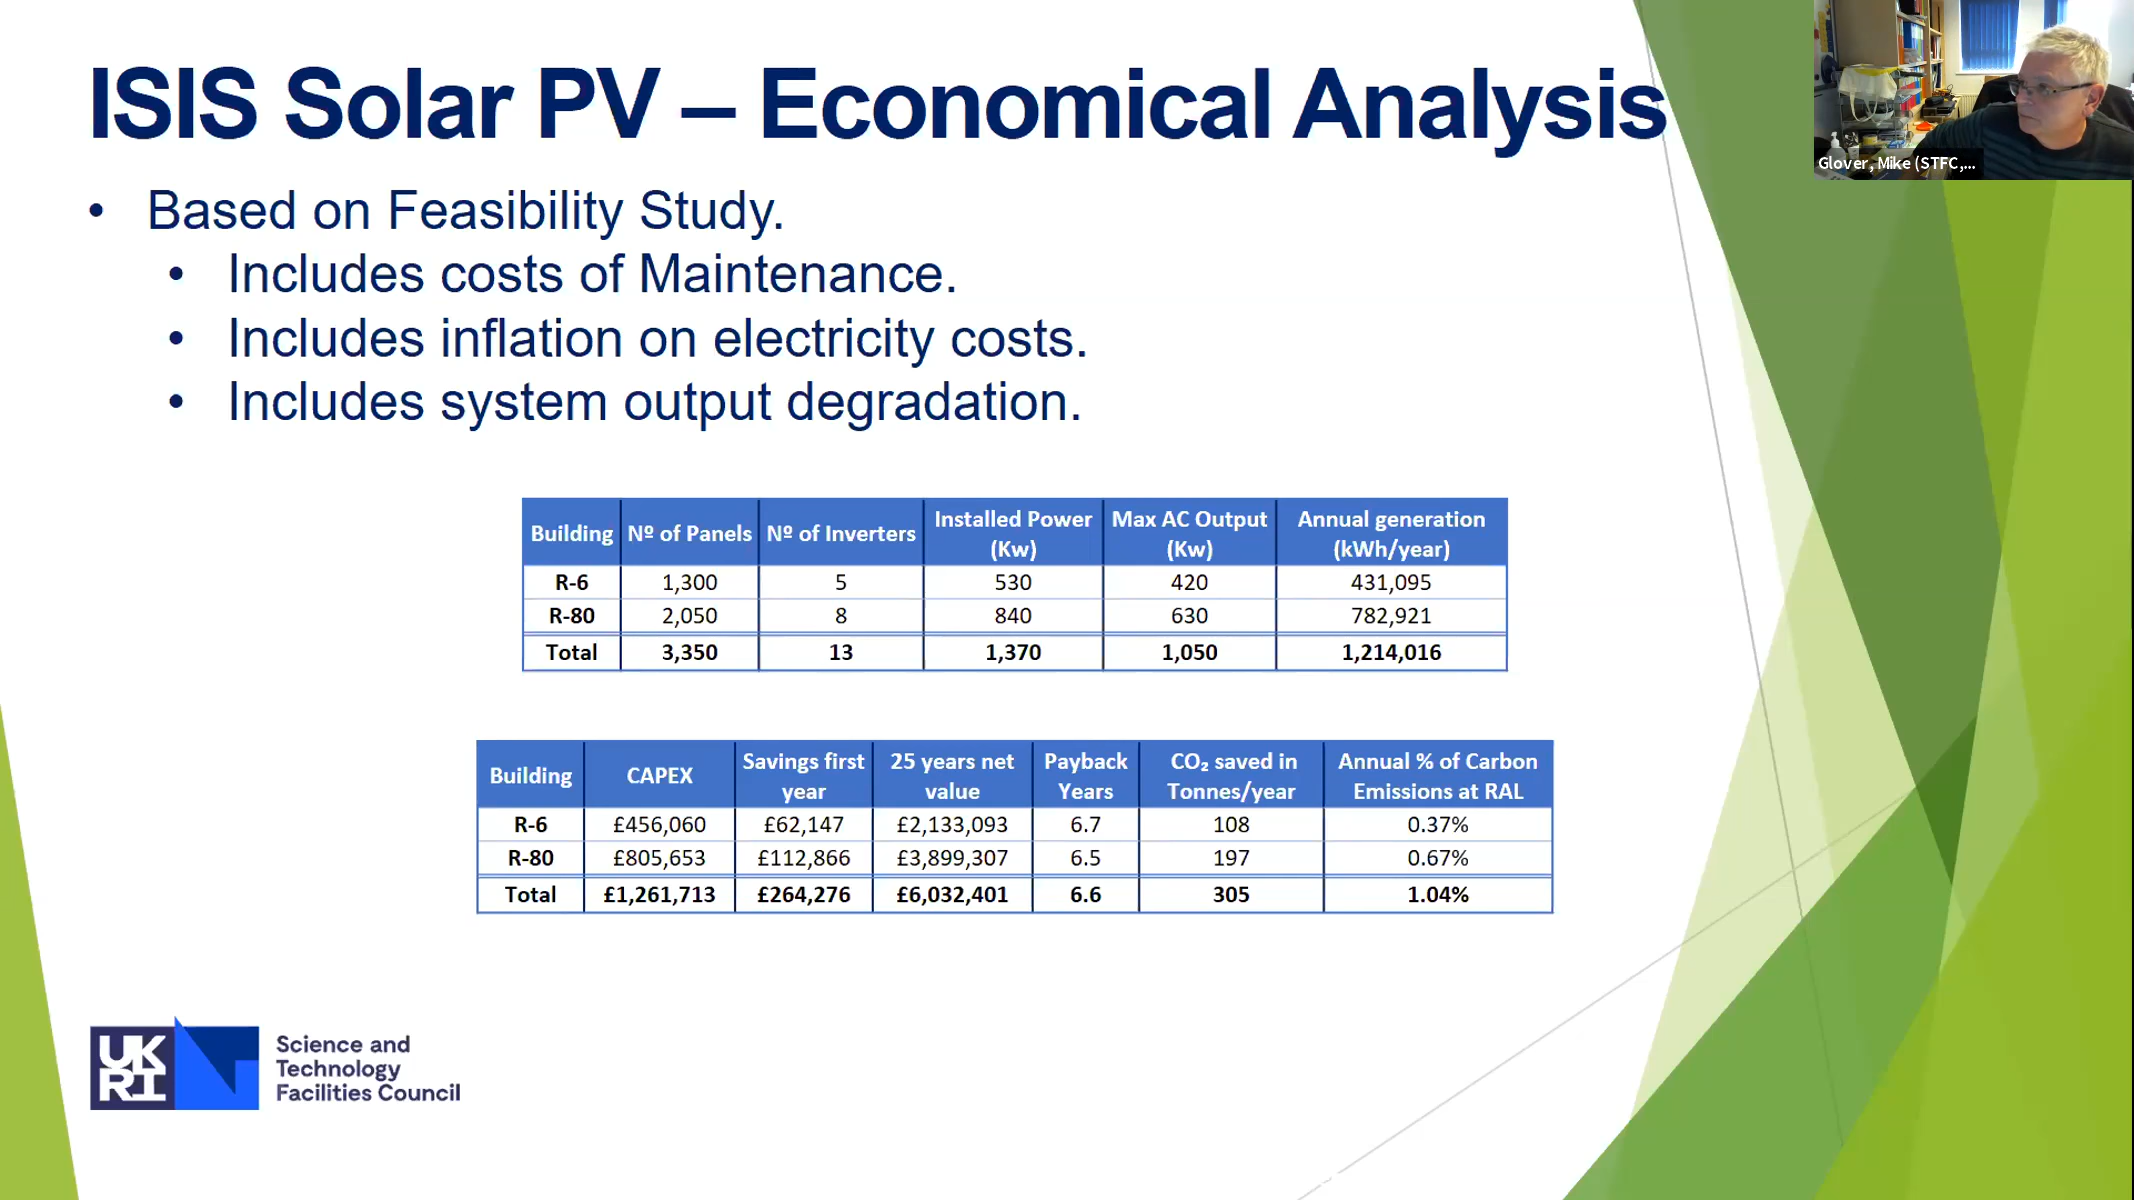 ISIS Solar PV – Economical Analysis
Glover, Mike (STFC,...
• Based on Feasibility Study.
• Includes costs of Maintenance.
• Includes inflation on electricity costs.
• Includes system output degradation.
Building Nº of Panels Nº of Inverters Installed Power (Kw) Max AC Output (Kw) Annual generation (kWh/year)
R-6 1,300 5 530 420 431,095
R-80 2,050 8 840 630 782,921
Total 3,350 13 1,370 1,050 1,214,016
Building CAPEX Savings first year 25 years net value Payback Years CO₂ saved in Tonnes/year Annual % of Carbon Emissions at RAL
R-6 £456,060 £62,147 £2,133,093 6.7 108 0.37%
R-80 £805,653 £112,866 £3,899,307 6.5 197 0.67%
Total £1,261,713 £264,276 £6,032,401 6.6 305 1.04%
UK
RI
Science and
Technology
Facilities Council